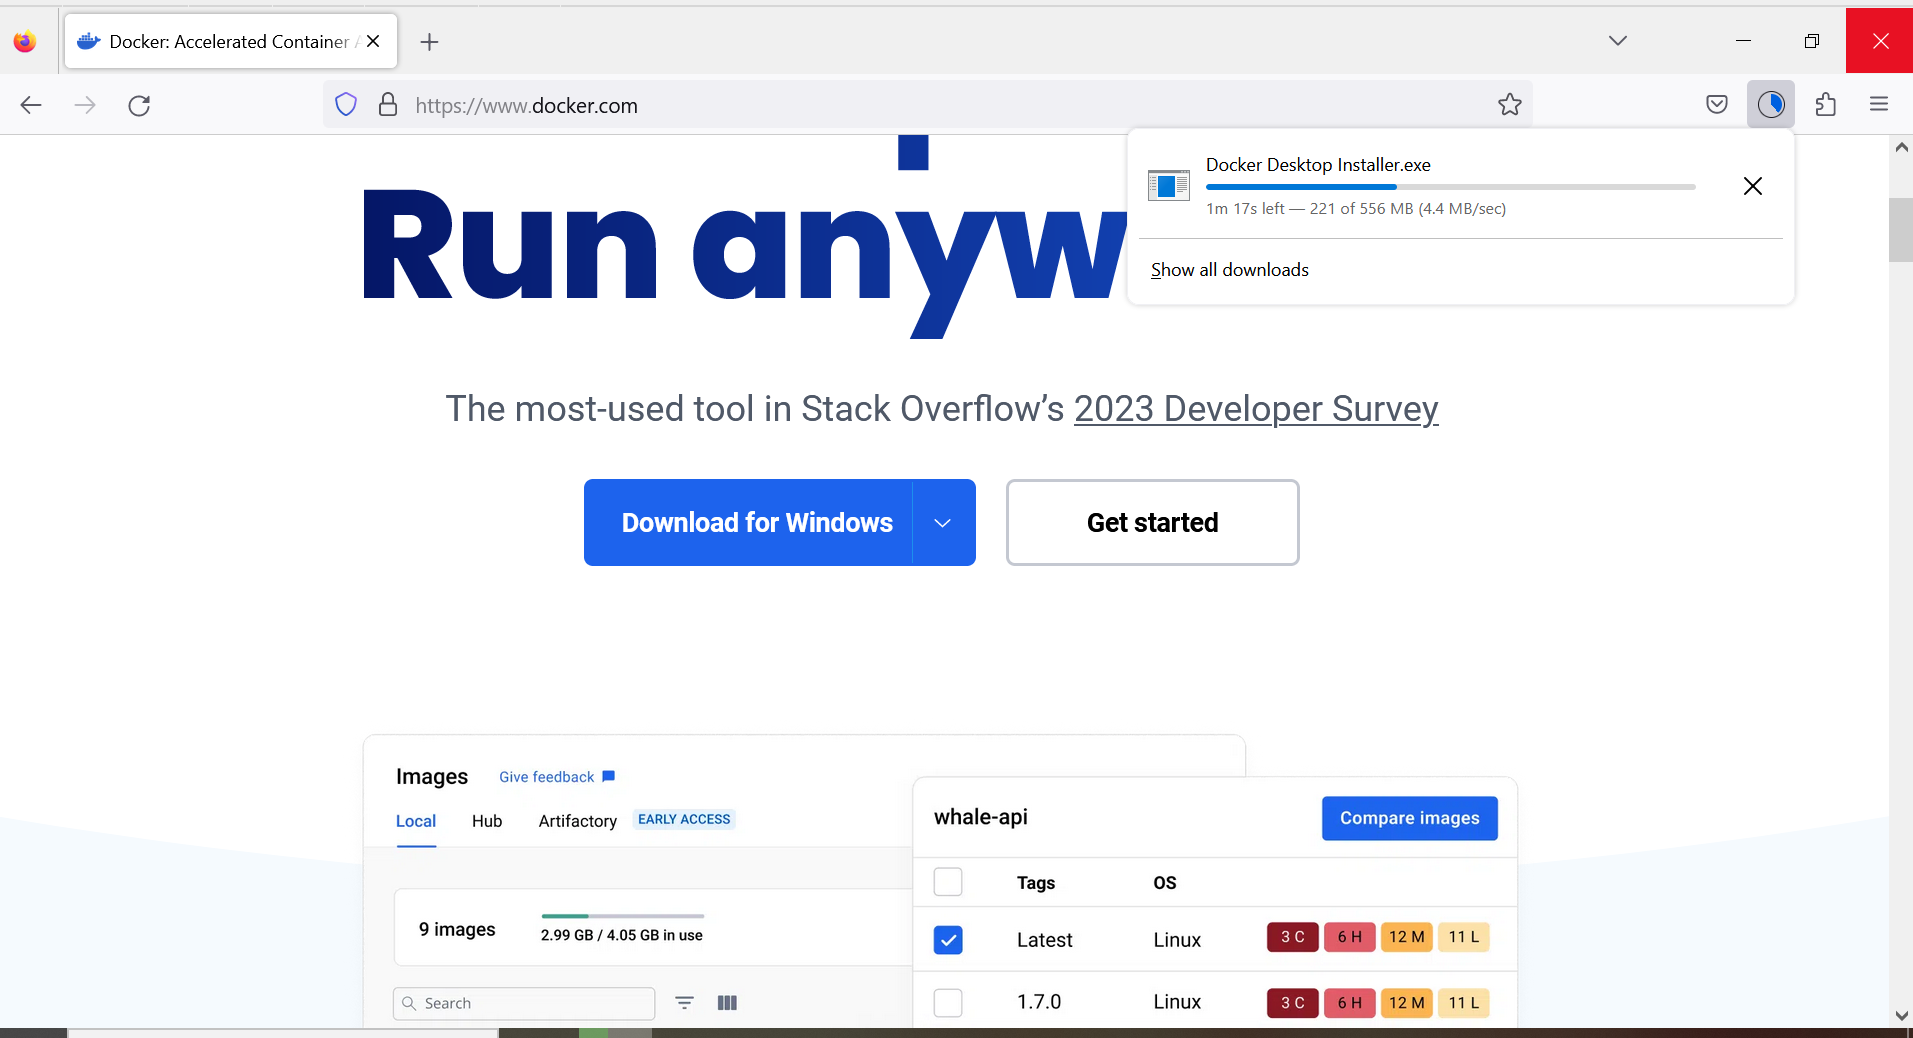 Docker: Accelerated Container
https://www.docker.com
Docker Desktop Installer.exe
1m 17s left — 221 of 556 MB (4.4 MB/sec)
Show all downloads
Run anyw
The most-used tool in Stack Overflow’s 2023 Developer Survey
Download for Windows
Get started
Images
Give feedback
Local
Hub
Artifactory
EARLY ACCESS
9 images
2.99 GB / 4.05 GB in use
Search
whale-api
Compare images
Tags
OS
Latest
Linux
3 C
6 H
12 M
11 L
1.7.0
Linux
3 C
6 H
12 M
11 L